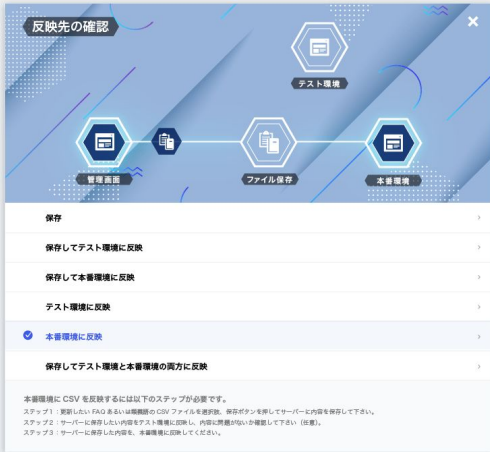 反映先の確認
テスト環境
管理画面
ファイル保存
本番環境
保存
保存してテスト環境に反映
保存して本番環境に反映
テスト環境に反映
本番環境に反映
保存してテスト環境と本番環境の両方に反映
本番環境に CSV を反映するには以下のステップが必要です。
ステップ1：更新したい FAQ あるいは類義語の CSV ファイルを選択後、保存ボタンを押してサーバーに内容を保存して下さい。
ステップ2：サーバーに保存したい内容をテスト環境に反映し、内容に問題がないか確認して下さい（任意）。
ステップ3：サーバーに保存した内容を、本番環境に反映してください。